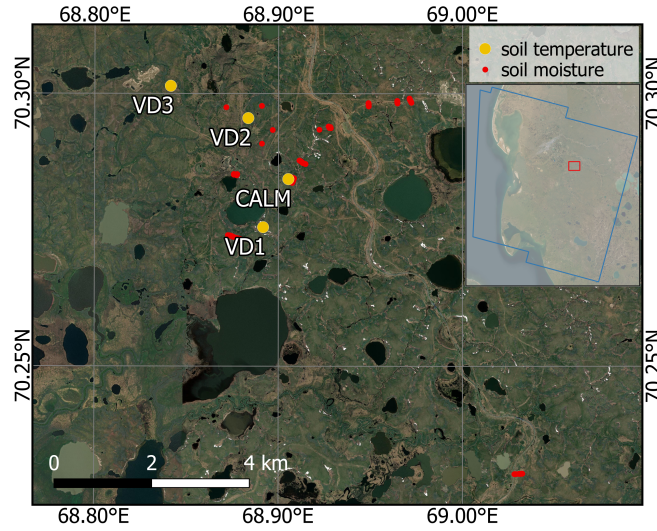 68.80°E 68.90°E 69.00°E
soil temperature
soil moisture
70.30°N
70.30°N
VD3
VD2
CALM
VD1
70.25°N
70.25°N
0 2 4 km
68.80°E 68.90°E 69.00°E